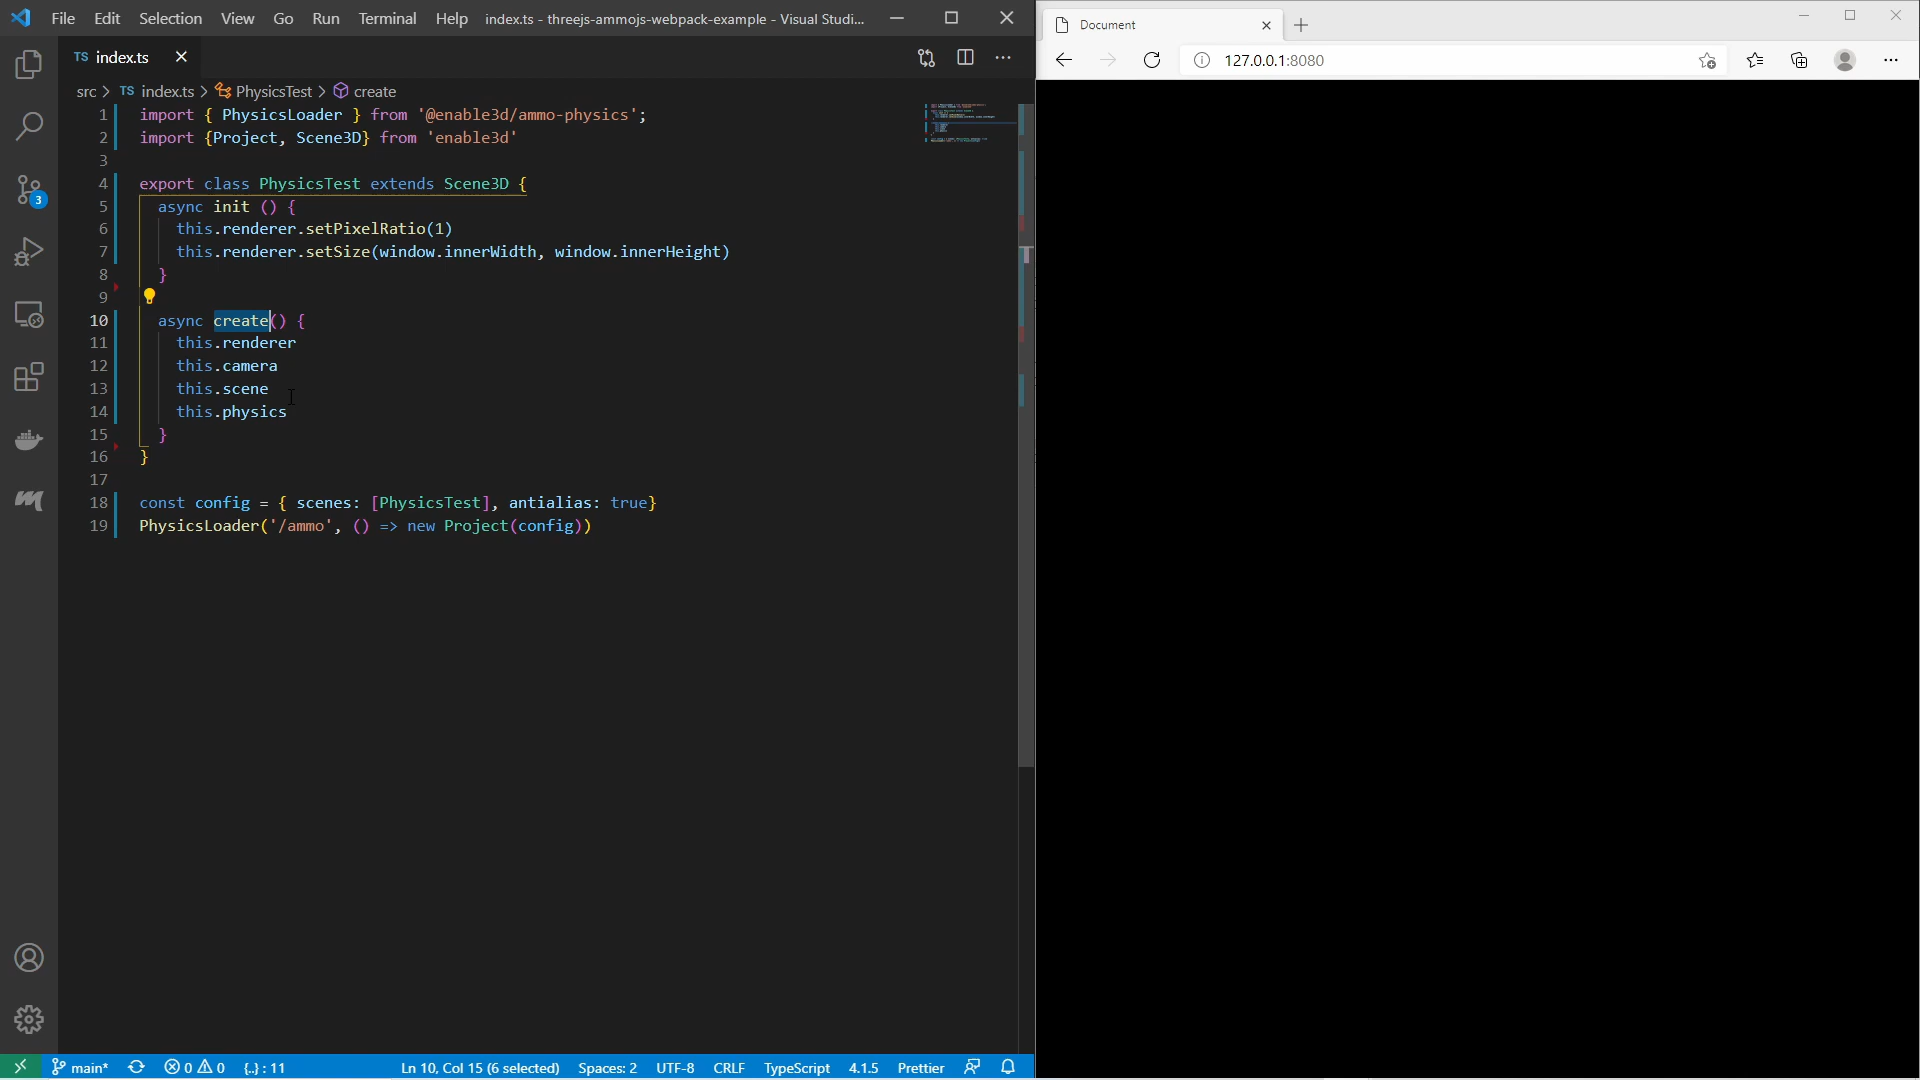 File Edit Selection View Go Run Terminal Help index.ts - threejs-ammojs-webpack-example - Visual Studi...
TS index.ts
src > TS index.ts > PhysicsTest > create
1 import { PhysicsLoader } from '@enable3d/ammo-physics';
2 import {Project, Scene3D} from 'enable3d'
3
4 export class PhysicsTest extends Scene3D {
5 async init () {
6 this.renderer.setPixelRatio(1)
7 this.renderer.setSize(window.innerWidth, window.innerHeight)
8 }
9
10 async create() {
11 this.renderer
12 this.camera
13 this.scene
14 this.physics
15 }
16 }
17
18 const config = { scenes: [PhysicsTest], antialias: true}
19 PhysicsLoader('/ammo', () => new Project(config))
3
main* 0 0 {..} : 11 Ln 10, Col 15 (6 selected) Spaces: 2 UTF-8 CRLF TypeScript 4.1.5 Prettier
Document
127.0.0.1:8080